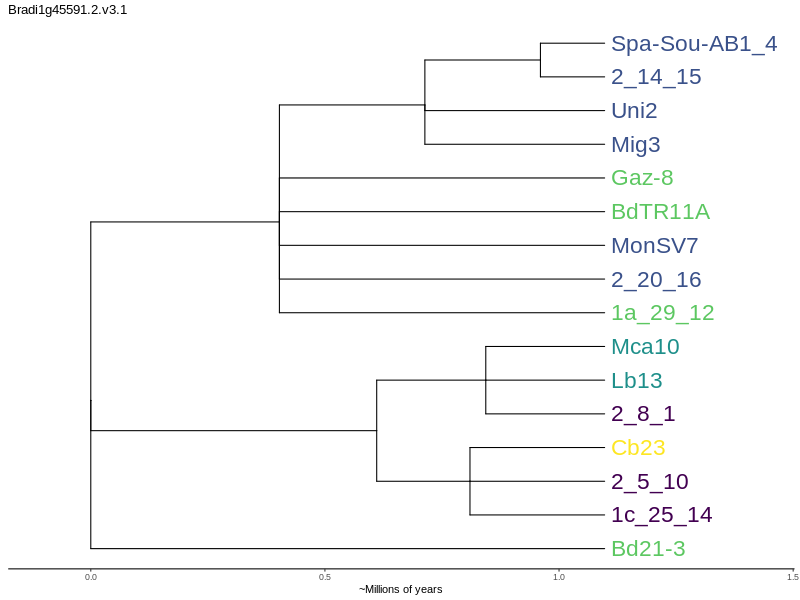 Bradi1g45591.2.v3.1
Spa-Sou-AB1_4
2_14_15
Uni2
Mig3
Gaz-8
BdTR11A
MonSV7
2_20_16
1a_29_12
Mca10
Lb13
2_8_1
Cb23
2_5_10
1c_25_14
Bd21-3
0.0 0.5 1.0 1.5
~Millions of years